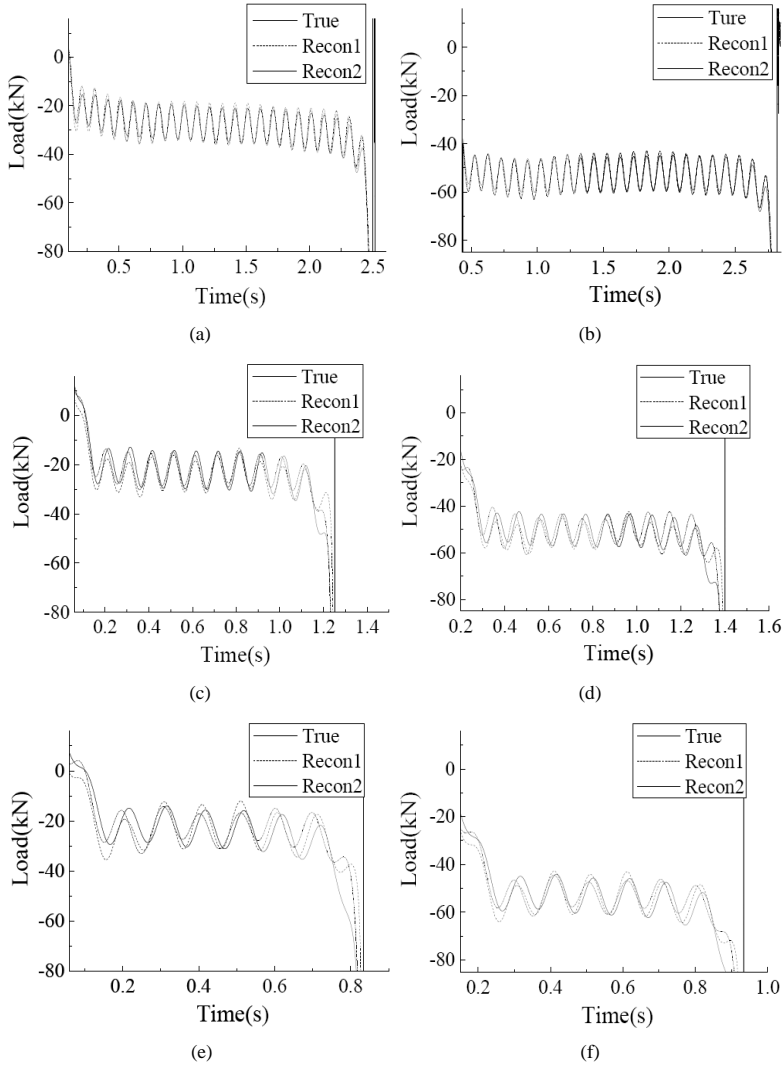 True
Recon1
Recon2
Load(kN)
0
-20
-40
-60
-80
0.5 1.0 1.5 2.0 2.5
Time(s)
(a)
Ture
Recon1
Recon2
Load(kN)
0
-20
-40
-60
-80
0.5 1.0 1.5 2.0 2.5
Time(s)
(b)
True
Recon1
Recon2
Load(kN)
0
-20
-40
-60
-80
0.2 0.4 0.6 0.8 1.0 1.2 1.4
Time(s)
(c)
True
Recon1
Recon2
Load(kN)
0
-20
-40
-60
-80
0.2 0.4 0.6 0.8 1.0 1.2 1.4 1.6
Time(s)
(d)
True
Recon1
Recon2
Load(kN)
0
-20
-40
-60
-80
0.2 0.4 0.6 0.8
Time(s)
(e)
True
Recon1
Recon2
Load(kN)
0
-20
-40
-60
-80
0.2 0.4 0.6 0.8 1.0
Time(s)
(f)